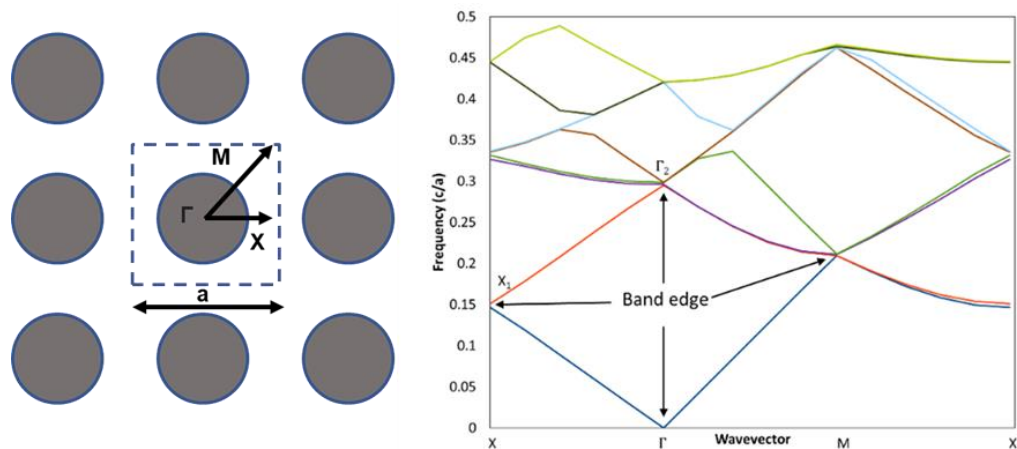 M
Γ
X
a
0.5
0.45
0.4
0.35
0.3
0.25
0.2
0.15
0.1
0.05
0
Frequency (c/a)
Γ₂
X₁
Band edge
X
Γ
Wavevector
M
X